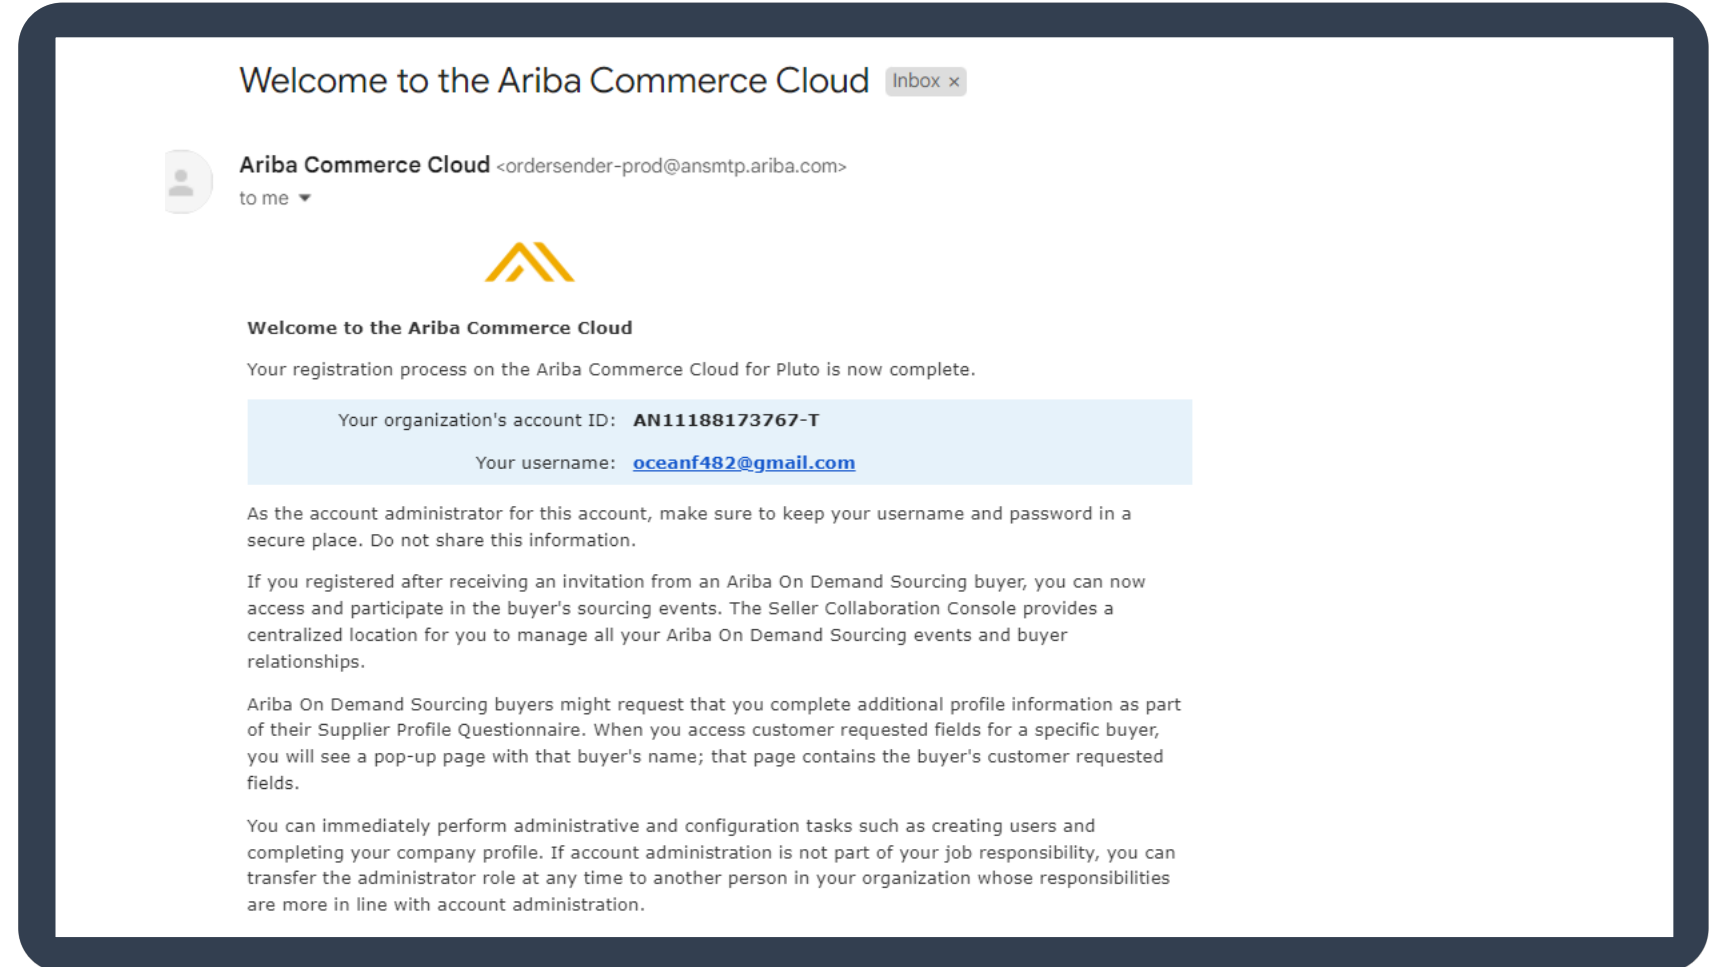 Welcome to the Ariba Commerce Cloud Inbox ×
Ariba Commerce Cloud <ordersender-prod@ansmtp.ariba.com>
to me
Welcome to the Ariba Commerce Cloud
Your registration process on the Ariba Commerce Cloud for Pluto is now complete.
Your organization's account ID: AN11188173767-T
Your username: oceanf482@gmail.com
As the account administrator for this account, make sure to keep your username and password in a
secure place. Do not share this information.
If you registered after receiving an invitation from an Ariba On Demand Sourcing buyer, you can now
access and participate in the buyer's sourcing events. The Seller Collaboration Console provides a
centralized location for you to manage all your Ariba On Demand Sourcing events and buyer
relationships.
Ariba On Demand Sourcing buyers might request that you complete additional profile information as part
of their Supplier Profile Questionnaire. When you access customer requested fields for a specific buyer,
you will see a pop-up page with that buyer's name; that page contains the buyer's customer requested
fields.
You can immediately perform administrative and configuration tasks such as creating users and
completing your company profile. If account administration is not part of your job responsibility, you can
transfer the administrator role at any time to another person in your organization whose responsibilities
are more in line with account administration.